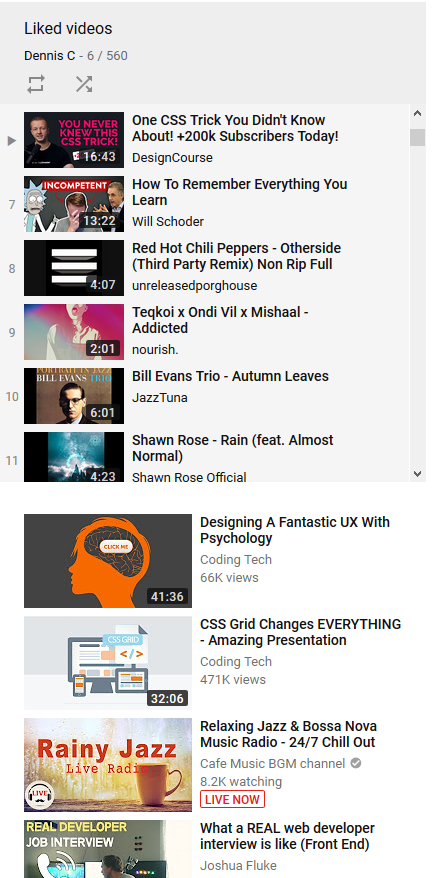 Liked videos
Dennis C - 6 / 560
YOU NEVER
KNEW THIS
CSS TRICK!
16:43
One CSS Trick You Didn't Know
About! +200k Subscribers Today!
DesignCourse
7
INCOMPETENT
13:22
How To Remember Everything You
Learn
Will Schoder
8
4:07
Red Hot Chili Peppers - Otherside
(Third Party Remix) Non Rip Full
unreleasedporghouse
9
2:01
Teqkoi x Ondi Vil x Mishaal -
Addicted
nourish.
10
PORTRAIT IN JAZZ
BILL EVANS TRIO
6:01
Bill Evans Trio - Autumn Leaves
JazzTuna
11
4:23
Shawn Rose - Rain (feat. Almost
Normal)
Shawn Rose Official
CLICK ME
41:36
Designing A Fantastic UX With
Psychology
Coding Tech
66K views
CSS GRID
</>
32:06
CSS Grid Changes EVERYTHING
- Amazing Presentation
Coding Tech
471K views
Rainy Jazz
Live Radio
LIVE
Relaxing Jazz & Bossa Nova
Music Radio - 24/7 Chill Out
Cafe Music BGM channel
8.2K watching
LIVE NOW
REAL DEVELOPER
JOB INTERVIEW
What a REAL web developer
interview is like (Front End)
Joshua Fluke